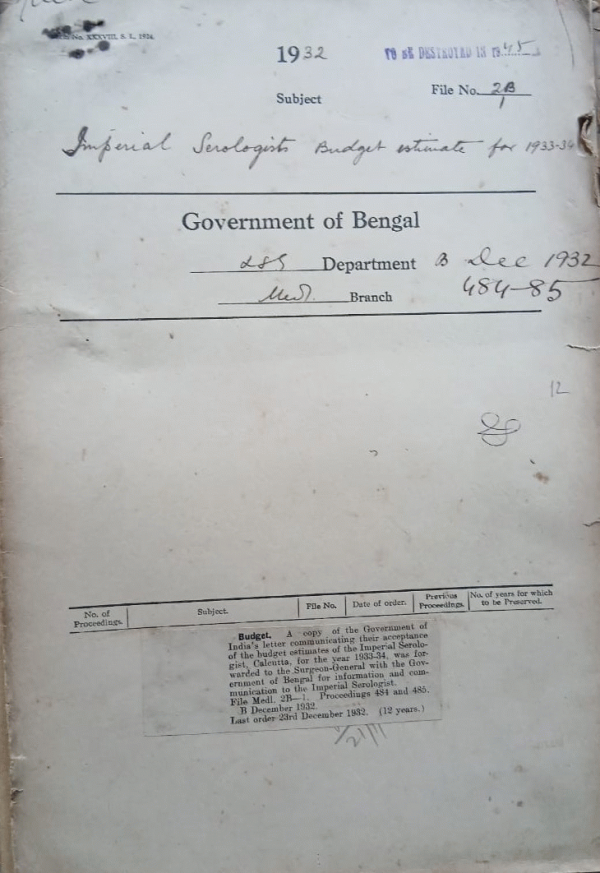 No. XXXVIII, S. L. 1924.
1932
TO BE DESTROYED IN 1945
File No. 2B/1
Subject
Imperial Serologists Budget estimate for 1933-34
Government of Bengal
LSG Department B Dec 1932
Medl. Branch 484-85
12
No. of Proceedings.
Subject.
File No.
Date of order.
Previous Proceedings.
No. of years for which to be Preserved.
Budget. A copy of the Government of
India's letter communicating their acceptance
of the budget estimates of the Imperial Serolo-
gist, Calcutta, for the year 1933-34, was for-
warded to the Surgeon-General with the Gov-
ernment of Bengal for information and com-
munication to the Imperial Serologist.
File Medl. 2B—1. Proceedings 484 and 485.
B December 1932.
Last order 23rd December 1932. (12 years.)